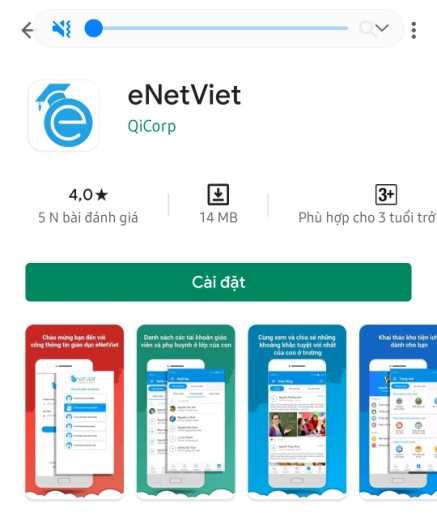 eNetViet
QiCorp
4,0★
5 N bài đánh giá
14 MB
3+
Phù hợp cho 3 tuổi trở
Cài đặt
Chào mừng bạn đến với
cổng thông tin giáo dục eNetViet
eNetViet
Danh sách các tài khoản giáo
viên và phụ huynh ở lớp của con
Cùng xem và chia sẻ những
khoảng khắc tuyệt vời nhất
của con ở trường
Khai thác kho tiện ích
dành cho bạn